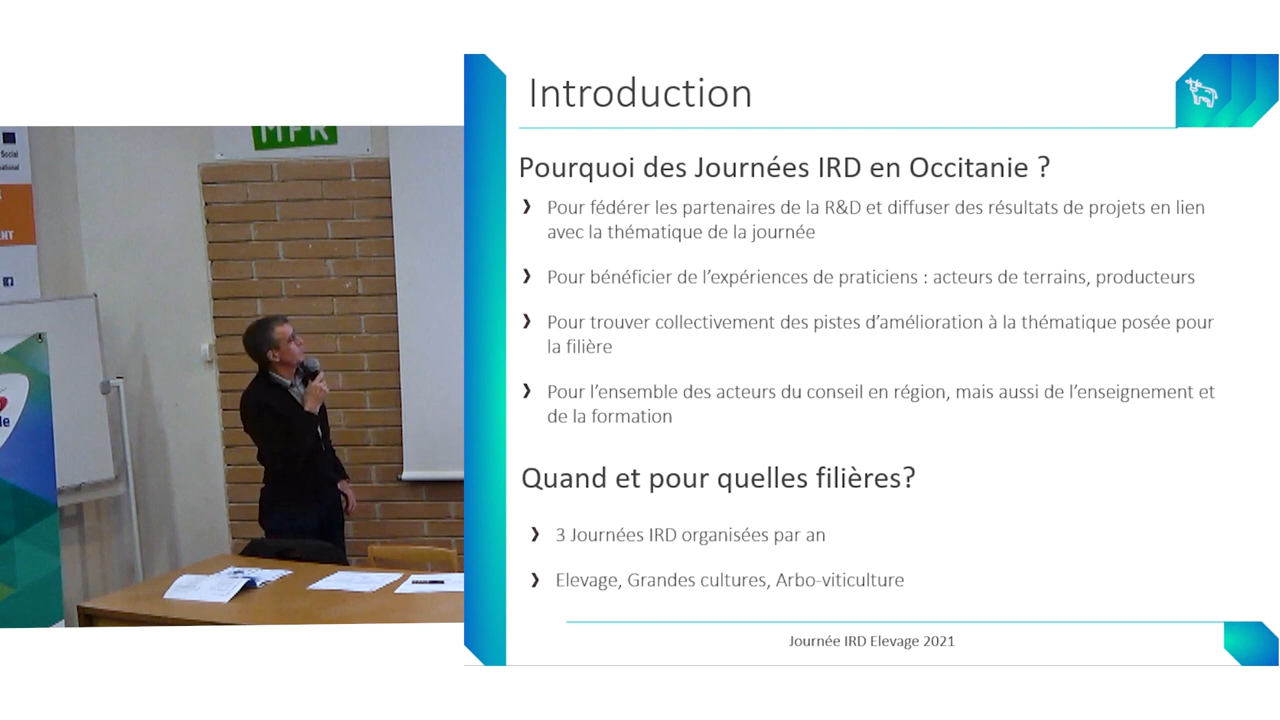 Introduction
Pourquoi des Journées IRD en Occitanie ?
❯ Pour fédérer les partenaires de la R&D et diffuser des résultats de projets en lien
avec la thématique de la journée
❯ Pour bénéficier de l'expériences de praticiens : acteurs de terrains, producteurs
❯ Pour trouver collectivement des pistes d'amélioration à la thématique posée pour
la filière
❯ Pour l'ensemble des acteurs du conseil en région, mais aussi de l'enseignement et
de la formation
Quand et pour quelles filières?
❯ 3 Journées IRD organisées par an
❯ Elevage, Grandes cultures, Arbo-viticulture
Journée IRD Elevage 2021
MFR
Social